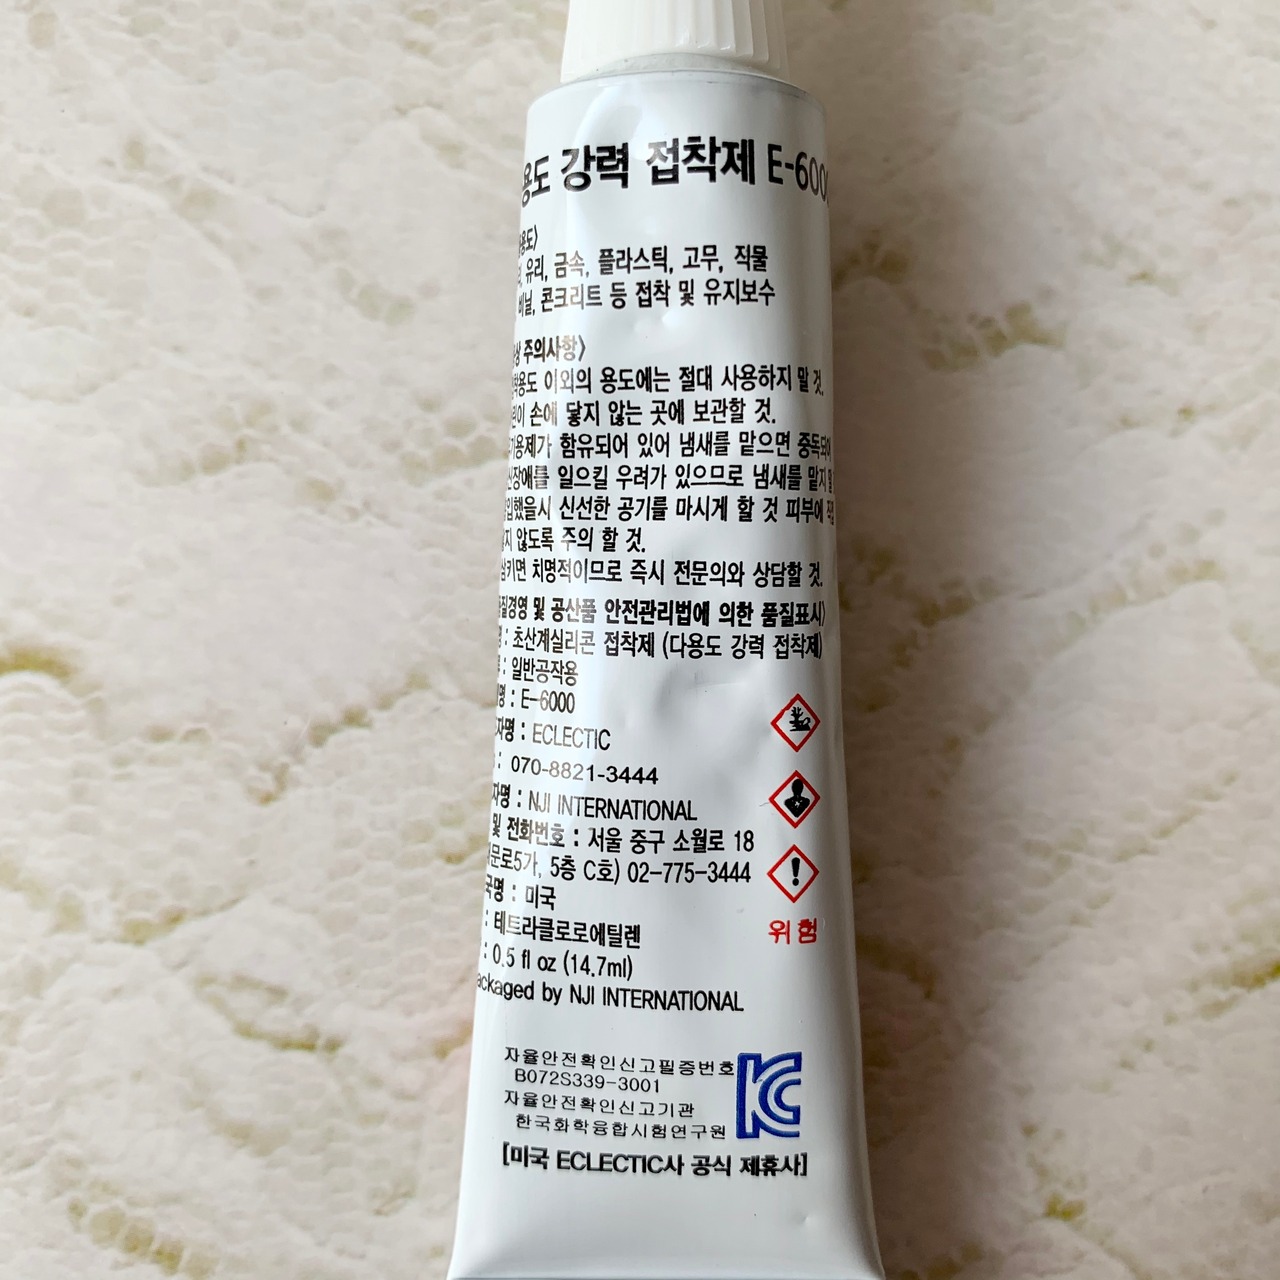 강력 접착제 E-600
유리, 금속, 플라스틱, 고무, 직물
콘크리트 등 접착 및 유지보수
주의사항〉
이외의 용도에는 절대 사용하지 말 것.
손에 닿지 않는 곳에 보관할 것.
함유되어 있어 냄새를 맡으면 중독되어
일으킬 우려가 있으므로 냄새를 맡지 말
신선한 공기를 마시게 할 것 피부에 직접
않도록 주의 할 것.
치명적이므로 즉시 전문의와 상담할 것.
및 공산품 안전관리법에 의한 품질표시〉
: 초산계실리콘 접착제 (다용도 강력 접착제)
: 일반공작용
: E-6000
: ECLECTIC
: 070-8821-3444
: NJI INTERNATIONAL
및 전화번호 : 서울 중구 소월로 18
5층 C호) 02-775-3444
: 미국
: 테트라클로로에틸렌
: 0.5 fl oz (14.7ml)
by NJI INTERNATIONAL
위험
자율안전확인신고필증번호
B072S339-3001
자율안전확인신고기관
한국화학융합시험연구원
[미국 ECLECTIC사 공식 제휴사]